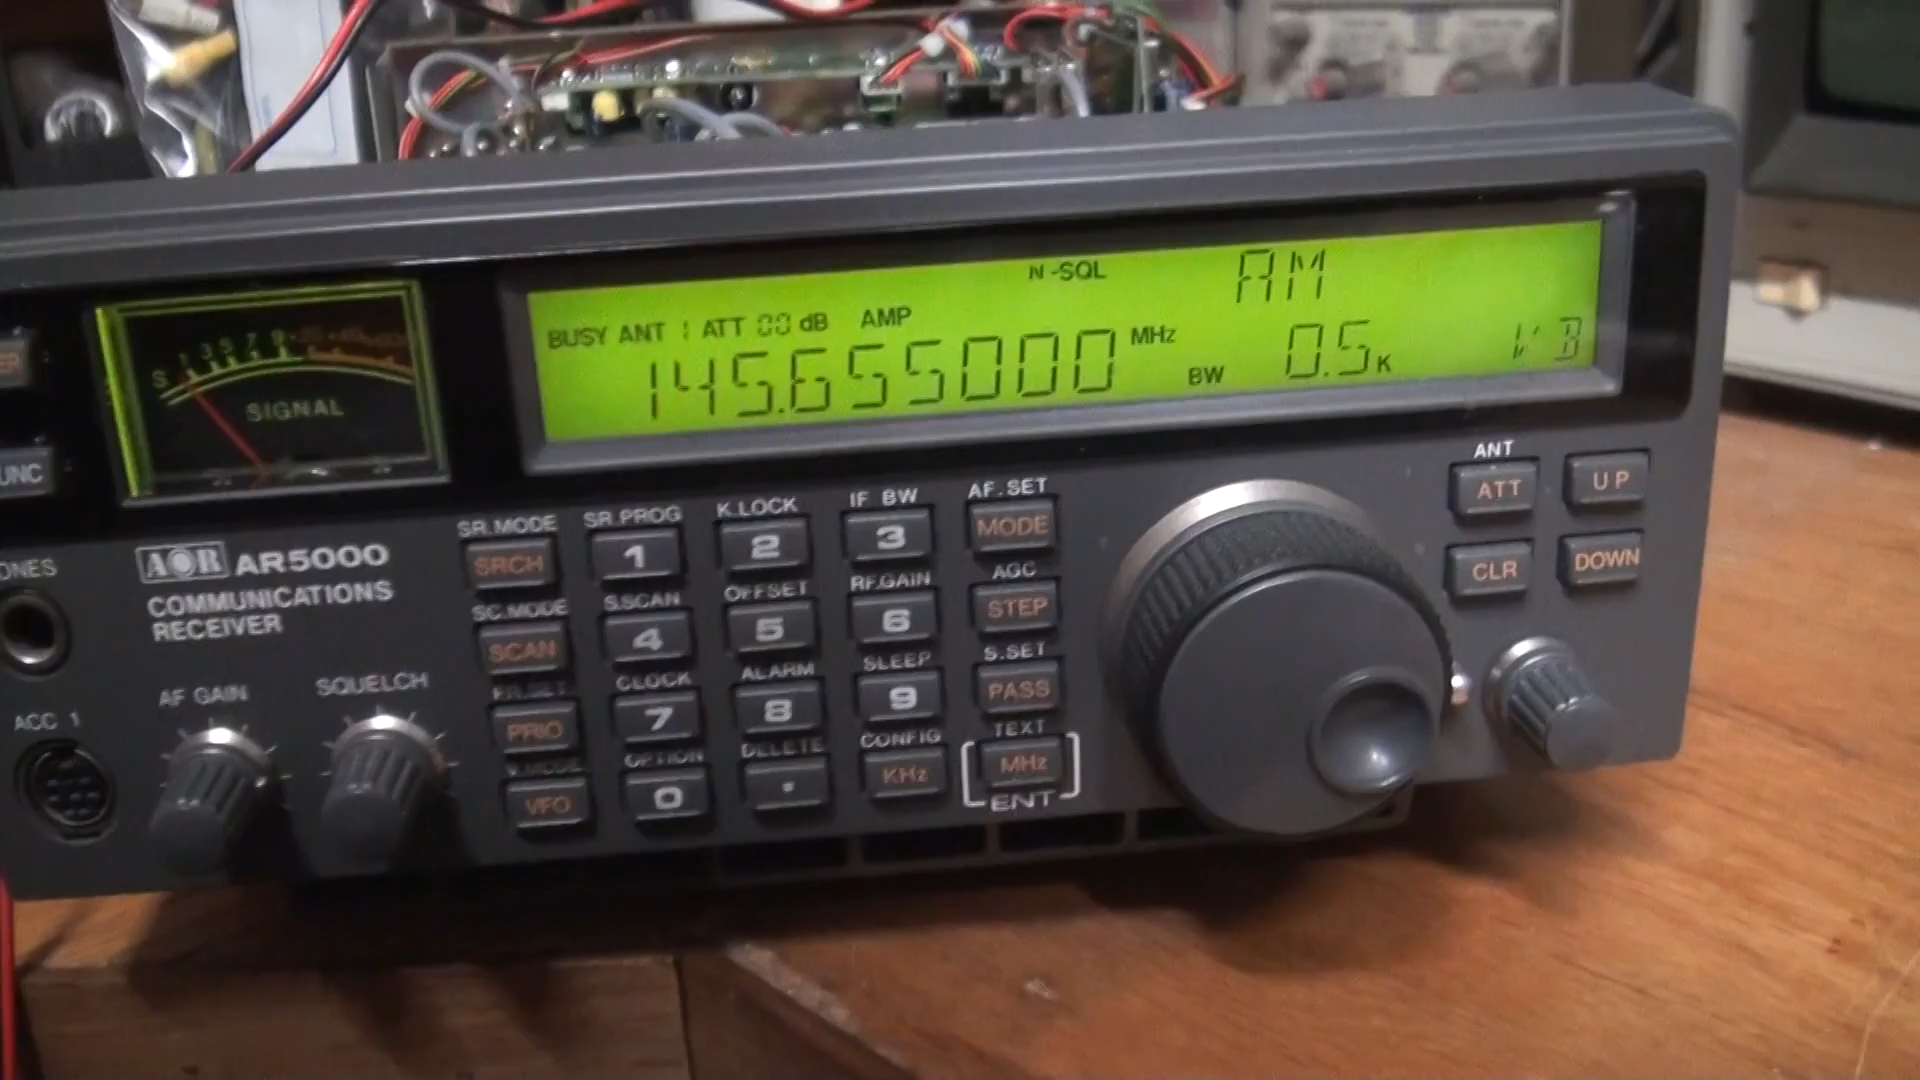 N-SQL AM
BUSY ANT 1 ATT 00 dB AMP
145.655000 MHz BW 0.5 K
S 1 3 5 7 9
SIGNAL
UNC
AOR AR5000
COMMUNICATIONS
RECEIVER
ONES
ACC 1
AF GAIN
SQUELCH
SR.MODE SR.PROG K.LOCK IF BW AF.SET
SRCH 1 2 3 MODE
SC.MODE S.SCAN OFFSET RF.GAIN AGC
SCAN 4 5 6 STEP
PR.SET CLOCK ALARM SLEEP S.SET
PRIO 7 8 9 PASS
V.MODE OPTION DELETE CONFIG TEXT
VFO 0 . KHz MHz
ENT
ANT
ATT UP
CLR DOWN